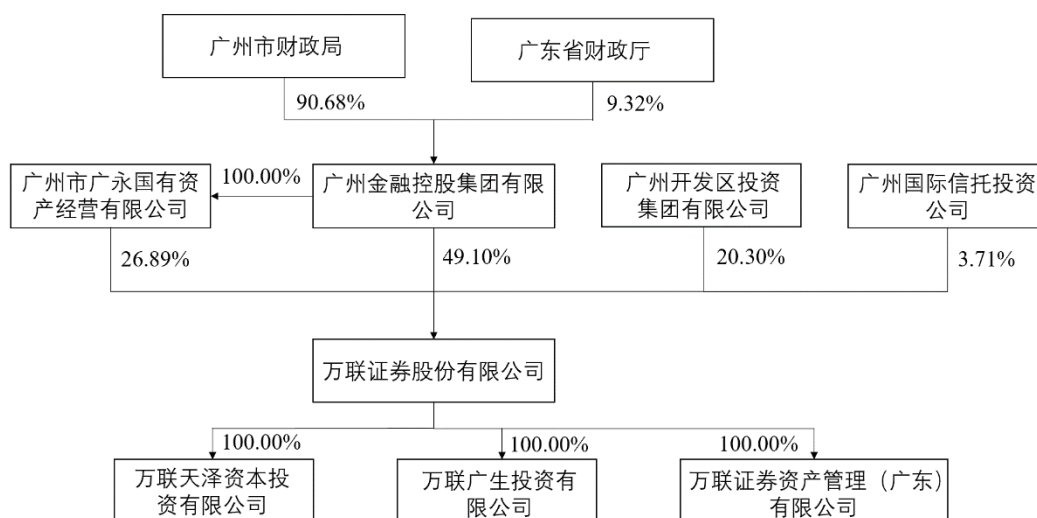 广州市财政局
广东省财政厅
90.68%
9.32%
广州市广永国有资
产经营有限公司
100.00%
广州金融控股集团有限
公司
广州开发区投资
集团有限公司
广州国际信托投资
公司
26.89%
49.10%
20.30%
3.71%
万联证券股份有限公司
100.00%
100.00%
100.00%
万联天泽资本投
资有限公司
万联广生投资有
限公司
万联证券资产管理（广东）
有限公司